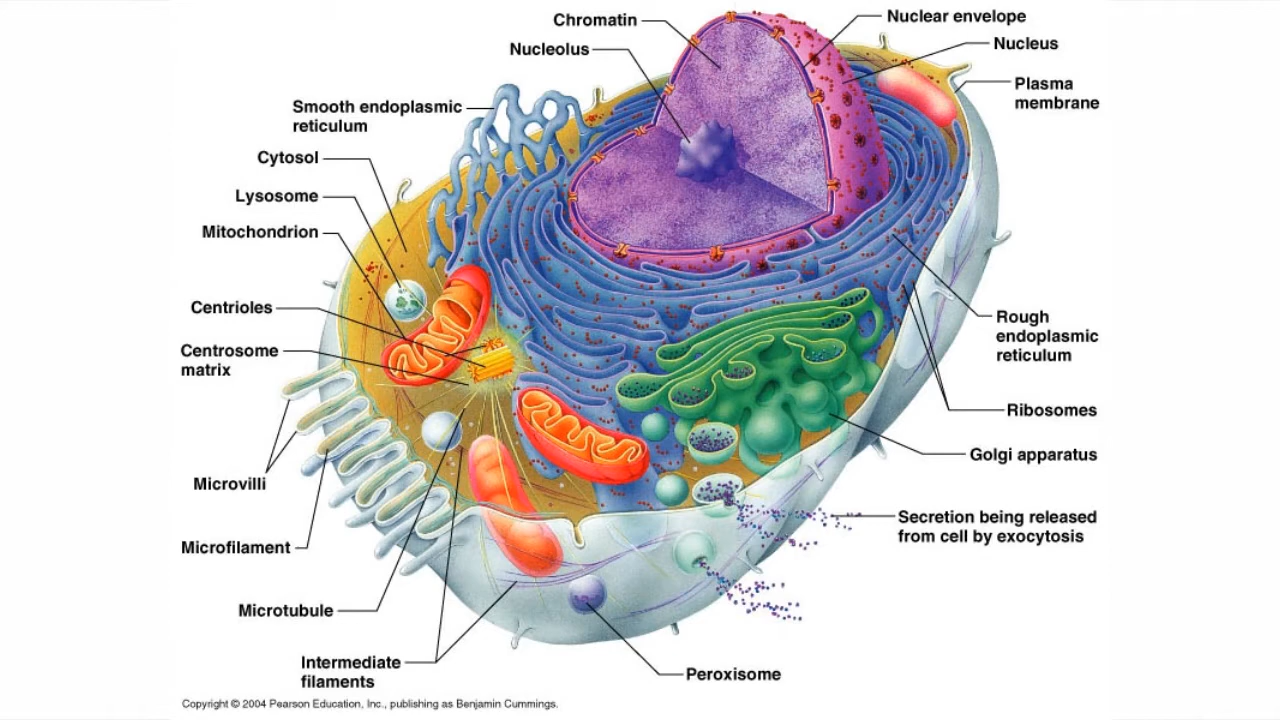 Chromatin
Nucleolus
Smooth endoplasmic
reticulum
Cytosol
Lysosome
Mitochondrion
Centrioles
Centrosome
matrix
Microvilli
Microfilament
Microtubule
Intermediate
filaments
Nuclear envelope
Nucleus
Plasma
membrane
Rough
endoplasmic
reticulum
Ribosomes
Golgi apparatus
Secretion being released
from cell by exocytosis
Peroxisome
Copyright © 2004 Pearson Education, Inc., publishing as Benjamin Cummings.